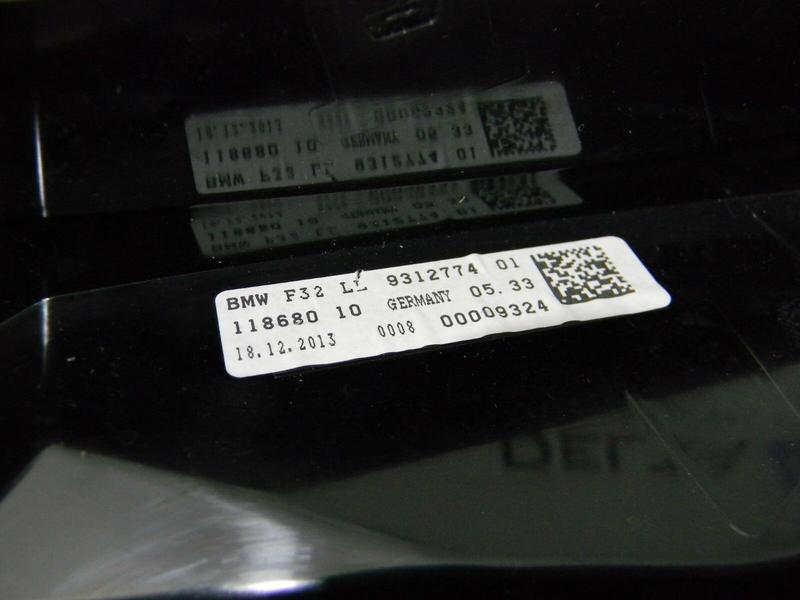 BMW F32 LL 9312774 01
118680 10 GERMANY 05.33
18.12.2013 0008 00009324